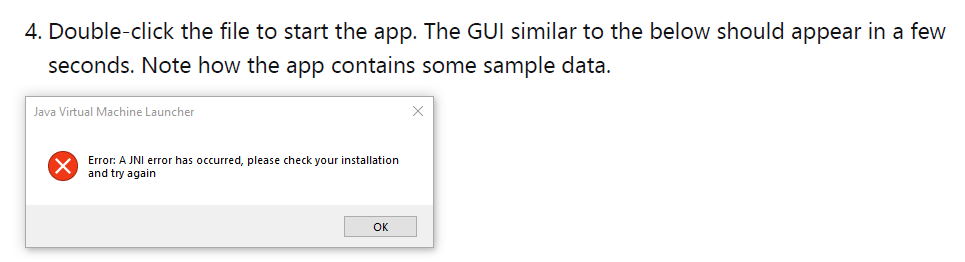 4. Double-click the file to start the app. The GUI similar to the below should appear in a few
seconds. Note how the app contains some sample data.
Java Virtual Machine Launcher
Error: A JNI error has occurred, please check your installation
and try again
OK